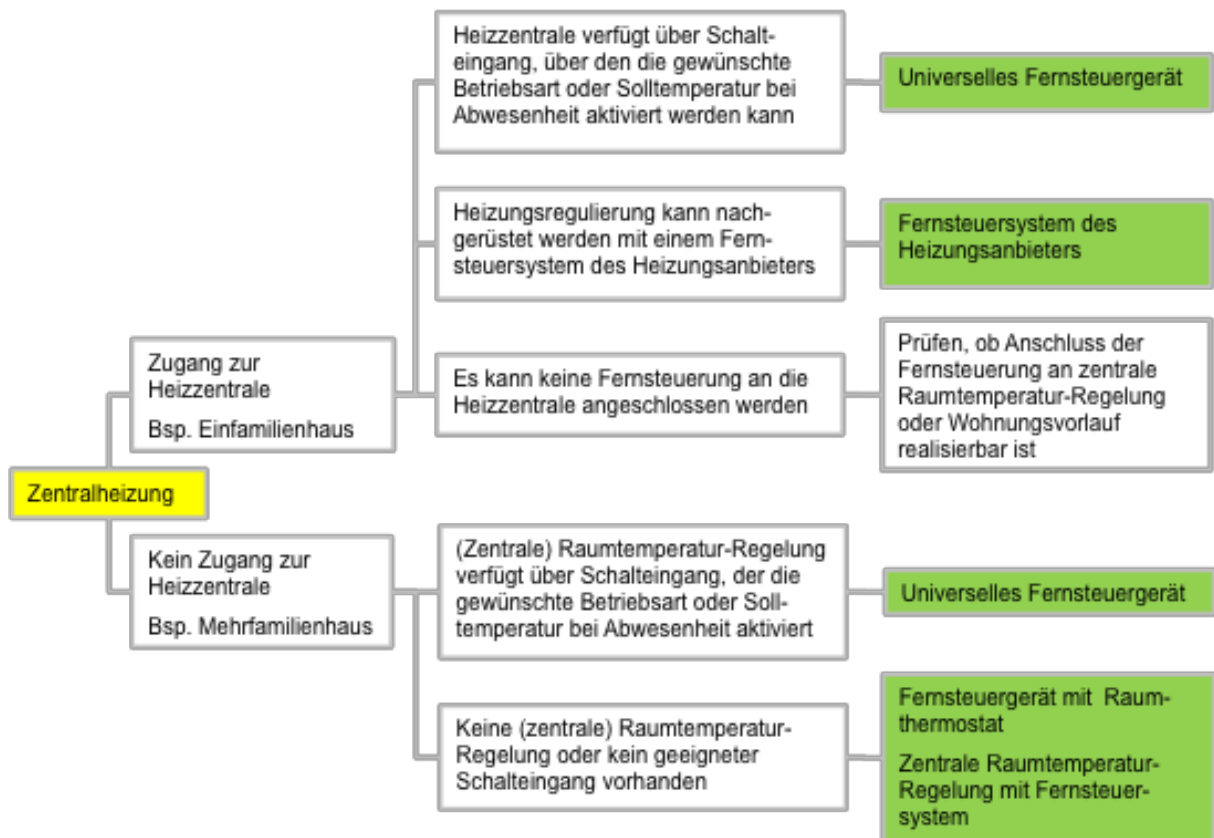 Heizzentrale verfügt über Schalt-
eingang, über den die gewünschte
Betriebsart oder Solltemperatur bei
Abwesenheit aktiviert werden kann
Universelles Fernsteuergerät
Heizungsregulierung kann nach-
gerüstet werden mit einem Fern-
steuersystem des Heizungsanbieters
Fernsteuersystem des
Heizungsanbieters
Zugang zur
Heizzentrale
Bsp. Einfamilienhaus
Es kann keine Fernsteuerung an die
Heizzentrale angeschlossen werden
Prüfen, ob Anschluss der
Fernsteuerung an zentrale
Raumtemperatur-Regelung
oder Wohnungsvorlauf
realisierbar ist
Zentralheizung
Kein Zugang zur
Heizzentrale
Bsp. Mehrfamilienhaus
(Zentrale) Raumtemperatur-Regelung
verfügt über Schalteingang, der die
gewünschte Betriebsart oder Soll-
temperatur bei Abwesenheit aktiviert
Universelles Fernsteuergerät
Keine (zentrale) Raumtemperatur-
Regelung oder kein geeigneter
Schalteingang vorhanden
Fernsteuergerät mit Raum-
thermostat
Zentrale Raumtemperatur-
Regelung mit Fernsteuer-
system